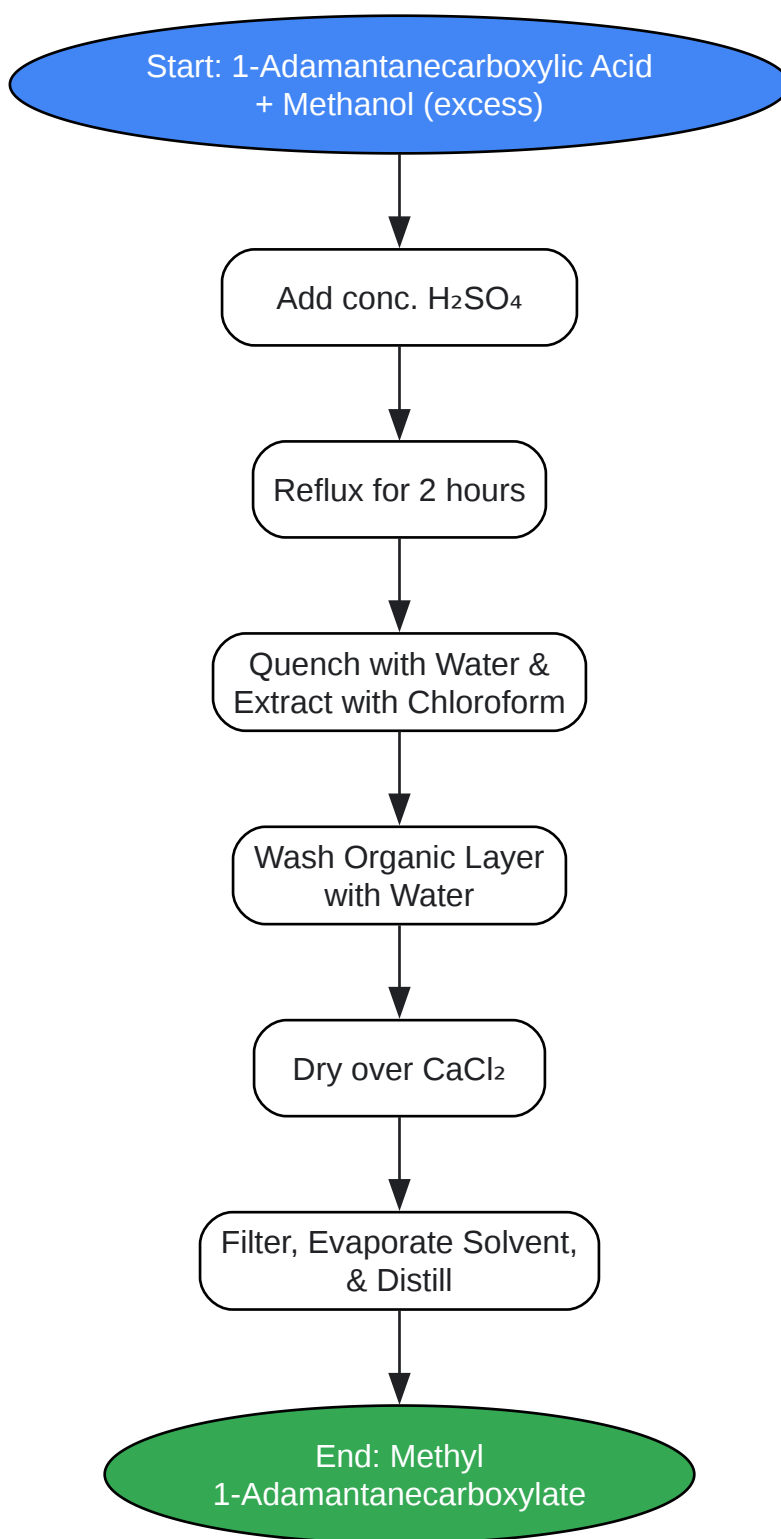 Start: 1-Adamantanecarboxylic Acid
+ Methanol (excess)
Add conc. H₂SO₄
Reflux for 2 hours
Quench with Water &
Extract with Chloroform
Wash Organic Layer
with Water
Dry over CaCl₂
Filter, Evaporate Solvent,
& Distill
End: Methyl
1-Adamantanecarboxylate